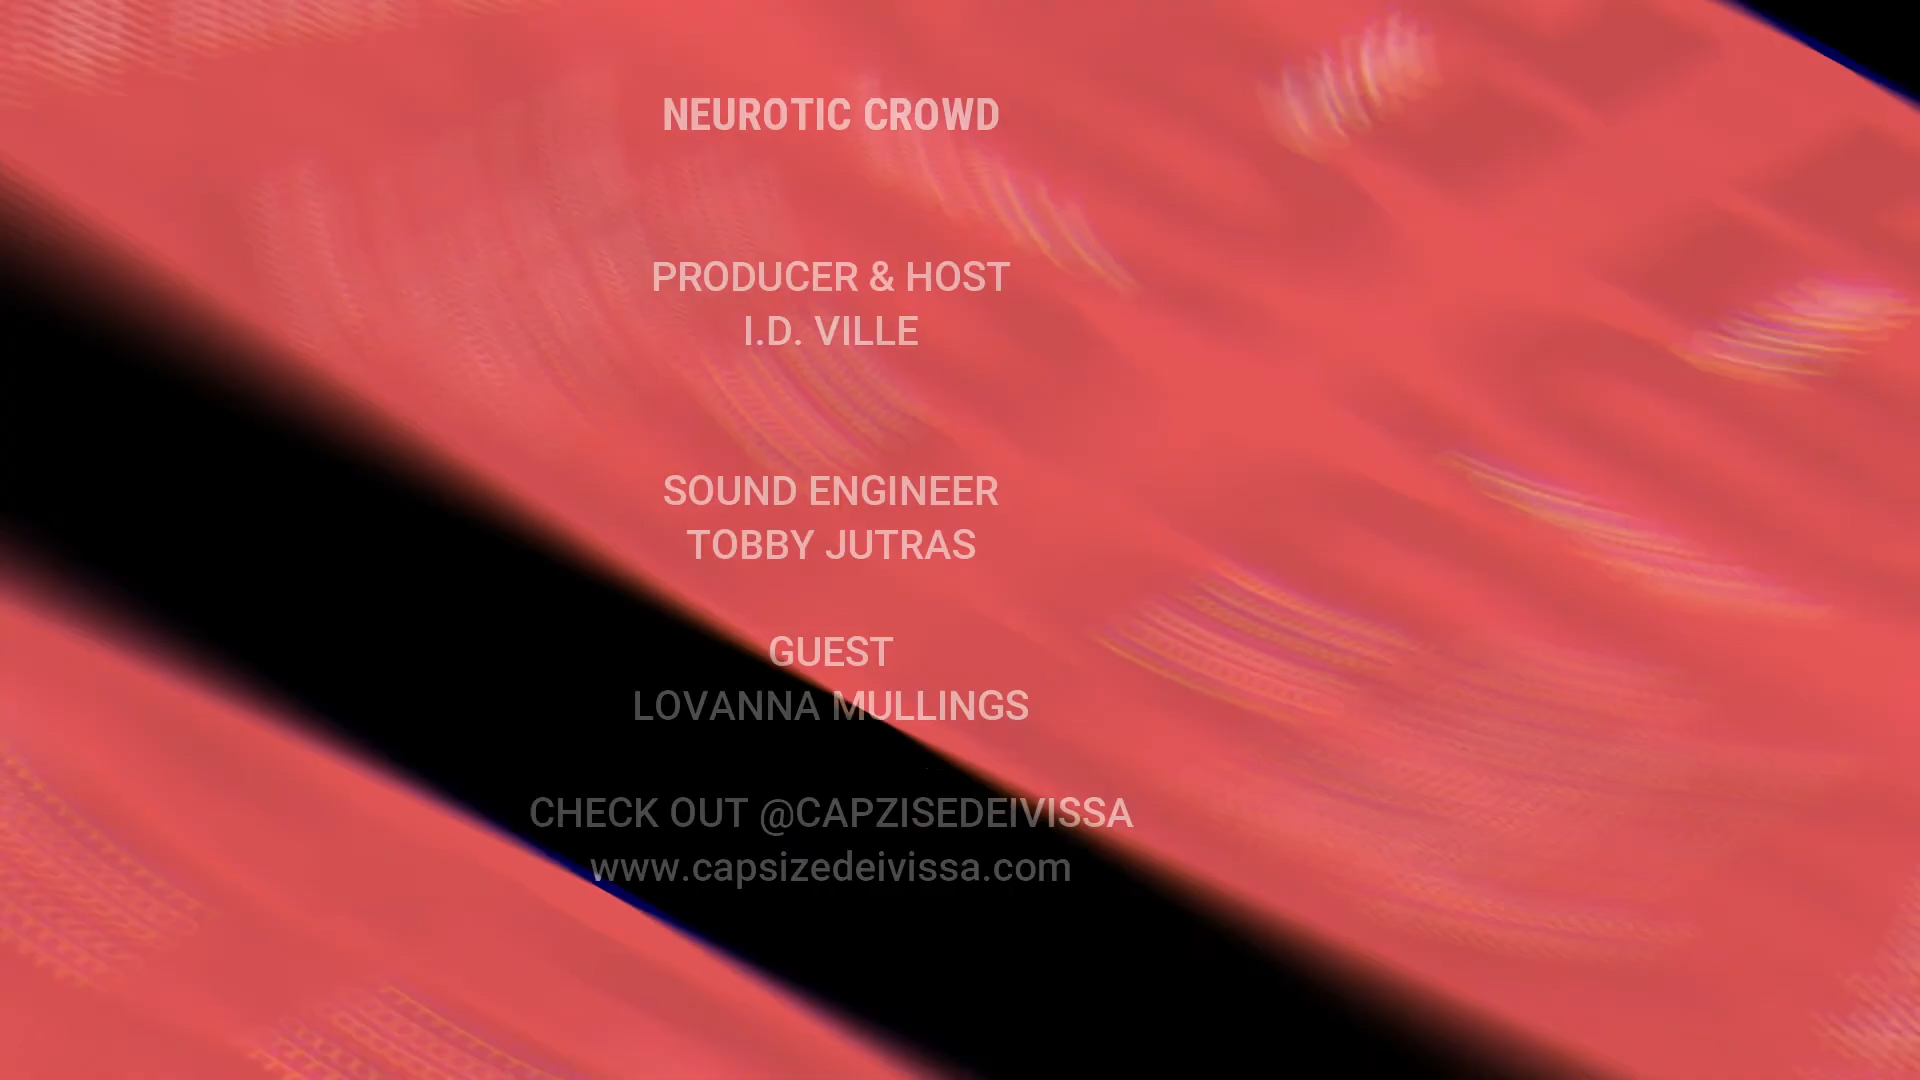 NEUROTIC CROWD
PRODUCER & HOST
I.D. VILLE
SOUND ENGINEER
TOBBY JUTRAS
GUEST
LOVANNA MULLINGS
CHECK OUT @CAPZISEDEIVISSA
www.capsizedeivissa.com